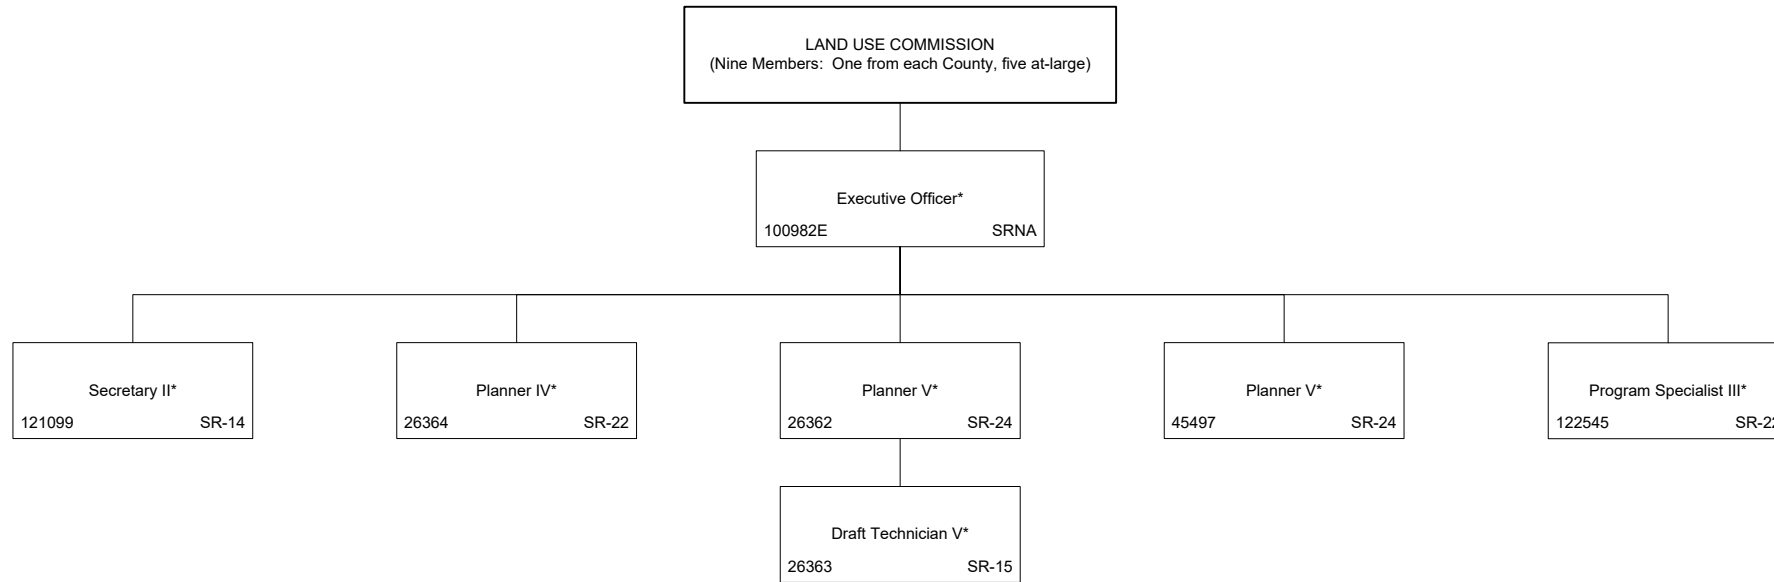 LAND USE COMMISSION
(Nine Members:  One from each County, five at-large)
Executive Officer*
100982E SRNA
Secretary II*
121099 SR-14
Planner IV*
26364 SR-22
Planner V*
26362 SR-24
Planner V*
45497 SR-24
Program Specialist III*
122545 SR-22
Draft Technician V*
26363 SR-15